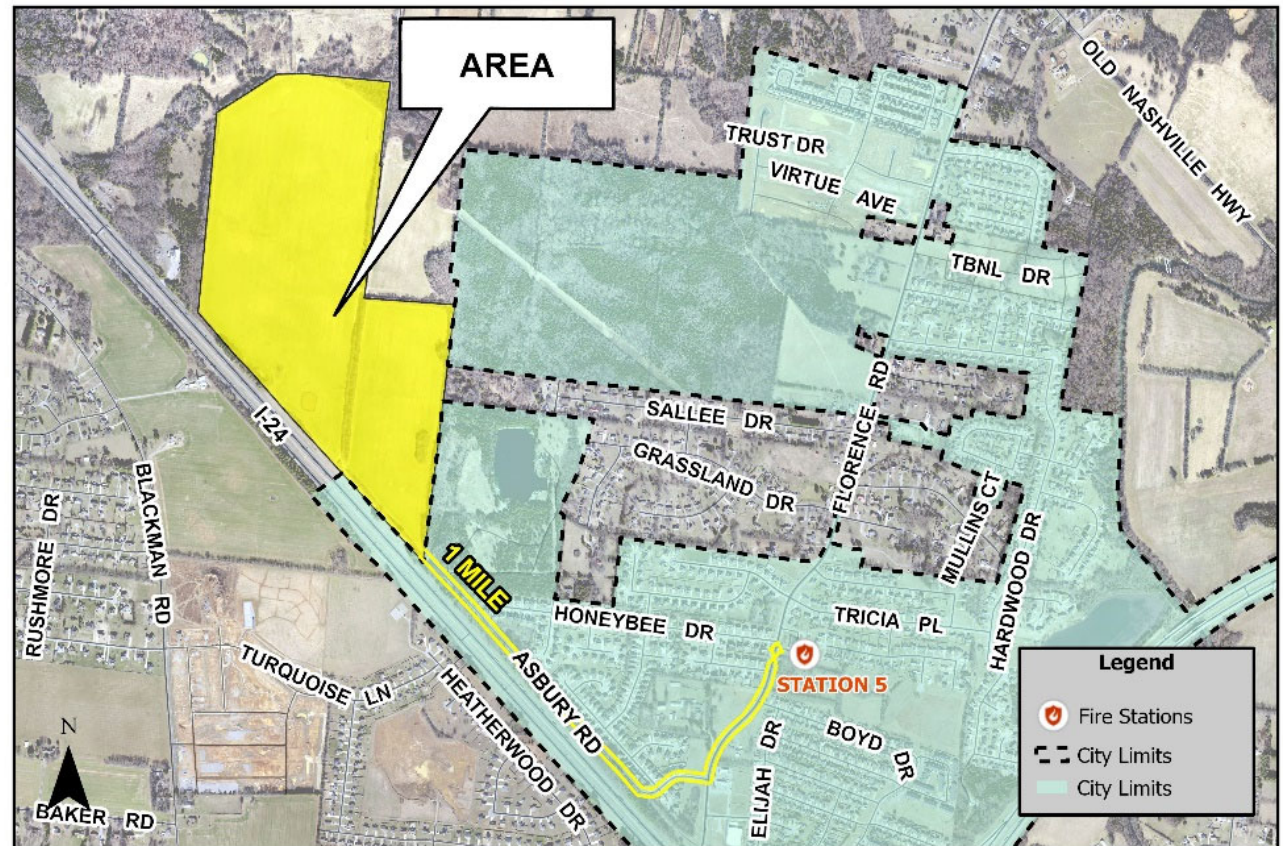 AREA
OLD NASHVILLE HWY
TRUST DR
VIRTUE AVE
TBNL DR
I-24
SALLEE DR
FLORENCE RD
GRASSLAND DR
MULLINS CT
HARDWOOD DR
RUSHMORE DR
BLACKMAN RD
1 MILE
HONEYBEE DR
TRICIA PL
TURQUOISE LN
HEATHERWOOD DR
ASBURY RD
STATION 5
ELIJAH DR
BOYD DR
N
BAKER RD
Legend
Fire Stations
City Limits
City Limits